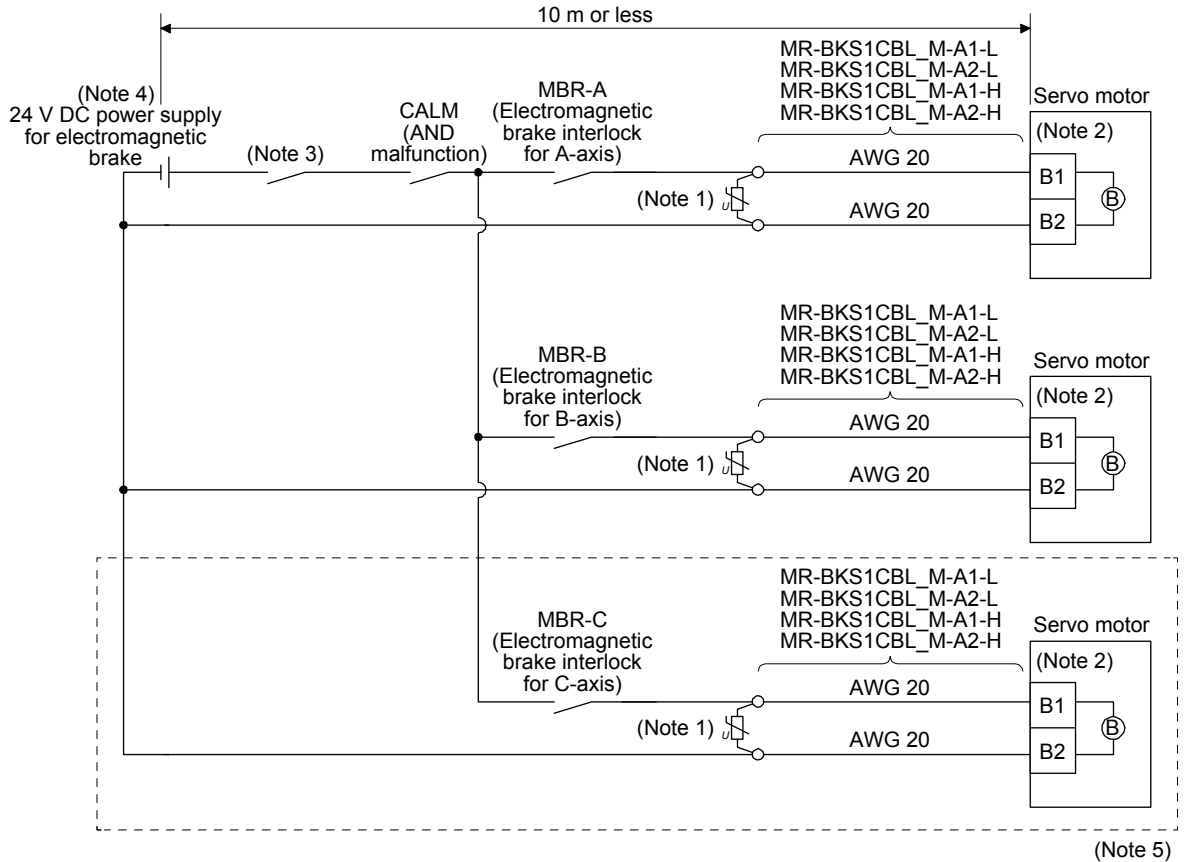 10 m or less
(Note 4)
24 V DC power supply
for electromagnetic
brake
(Note 3)
CALM
(AND
malfunction)
MBR-A
(Electromagnetic
brake interlock
for A-axis)
MR-BKS1CBL_M-A1-L
MR-BKS1CBL_M-A2-L
MR-BKS1CBL_M-A1-H
MR-BKS1CBL_M-A2-H
Servo motor
(Note 2)
AWG 20
B1
(Note 1)
U
B
AWG 20
B2
MBR-B
(Electromagnetic
brake interlock
for B-axis)
MR-BKS1CBL_M-A1-L
MR-BKS1CBL_M-A2-L
MR-BKS1CBL_M-A1-H
MR-BKS1CBL_M-A2-H
Servo motor
(Note 2)
AWG 20
B1
(Note 1)
U
B
AWG 20
B2
MBR-C
(Electromagnetic
brake interlock
for C-axis)
MR-BKS1CBL_M-A1-L
MR-BKS1CBL_M-A2-L
MR-BKS1CBL_M-A1-H
MR-BKS1CBL_M-A2-H
Servo motor
(Note 2)
AWG 20
B1
(Note 1)
U
B
AWG 20
B2
(Note 5)